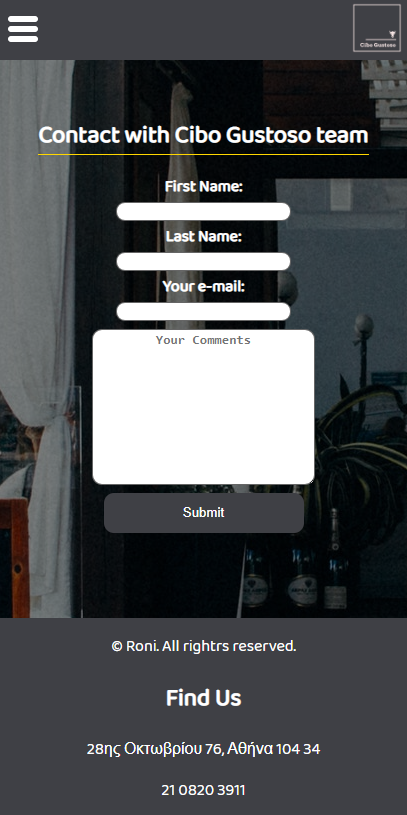 Cibo Gustoso
Contact with Cibo Gustoso team
First Name:
Last Name:
Your e-mail:
Your Comments
Submit
© Roni. All rightrs reserved.
Find Us
28ης Οκτωβρίου 76, Αθήνα 104 34
21 0820 3911